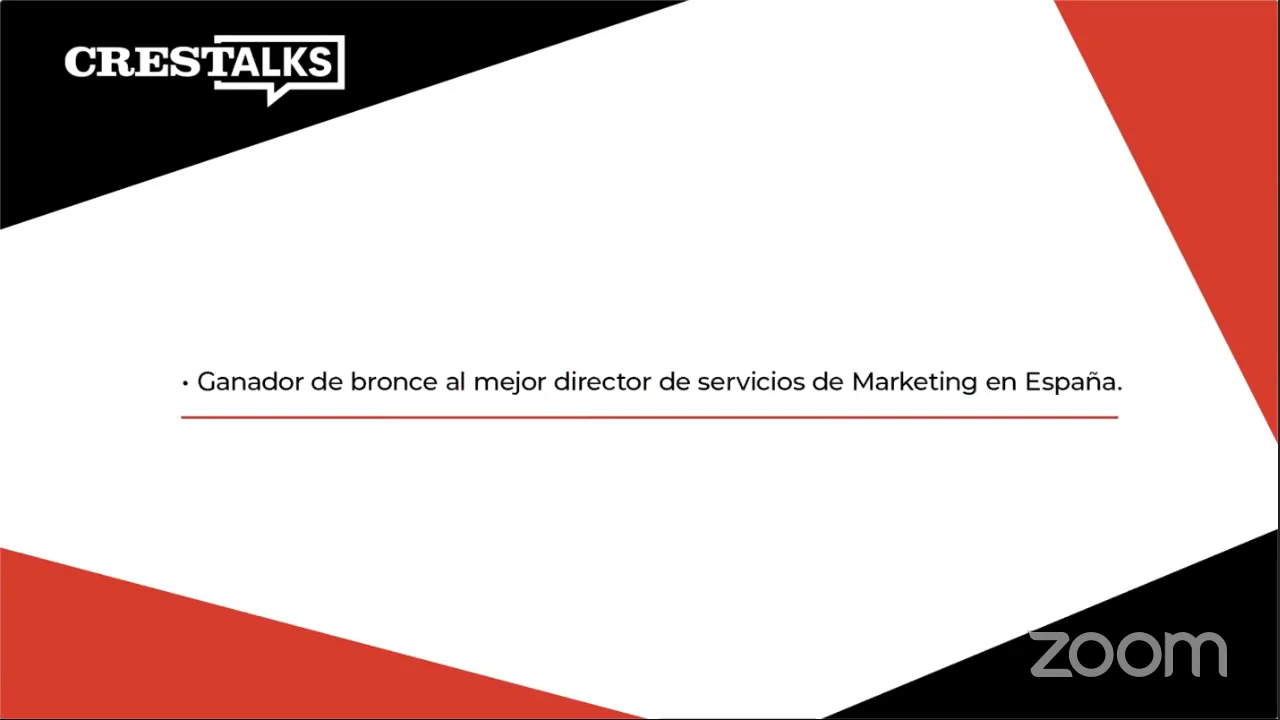 CRESTALKS
• Ganador de bronce al mejor director de servicios de Marketing en España.
zoom